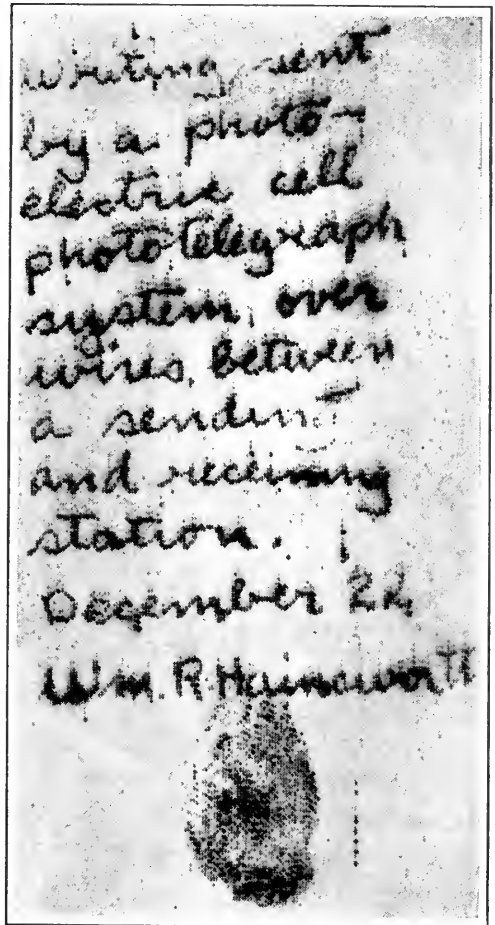 writing sent
by a photo-
electric cell
photo telegraph
system, over
wires, between
a sending
and receiving
station.
December 22
Wm. R. Hainsworth